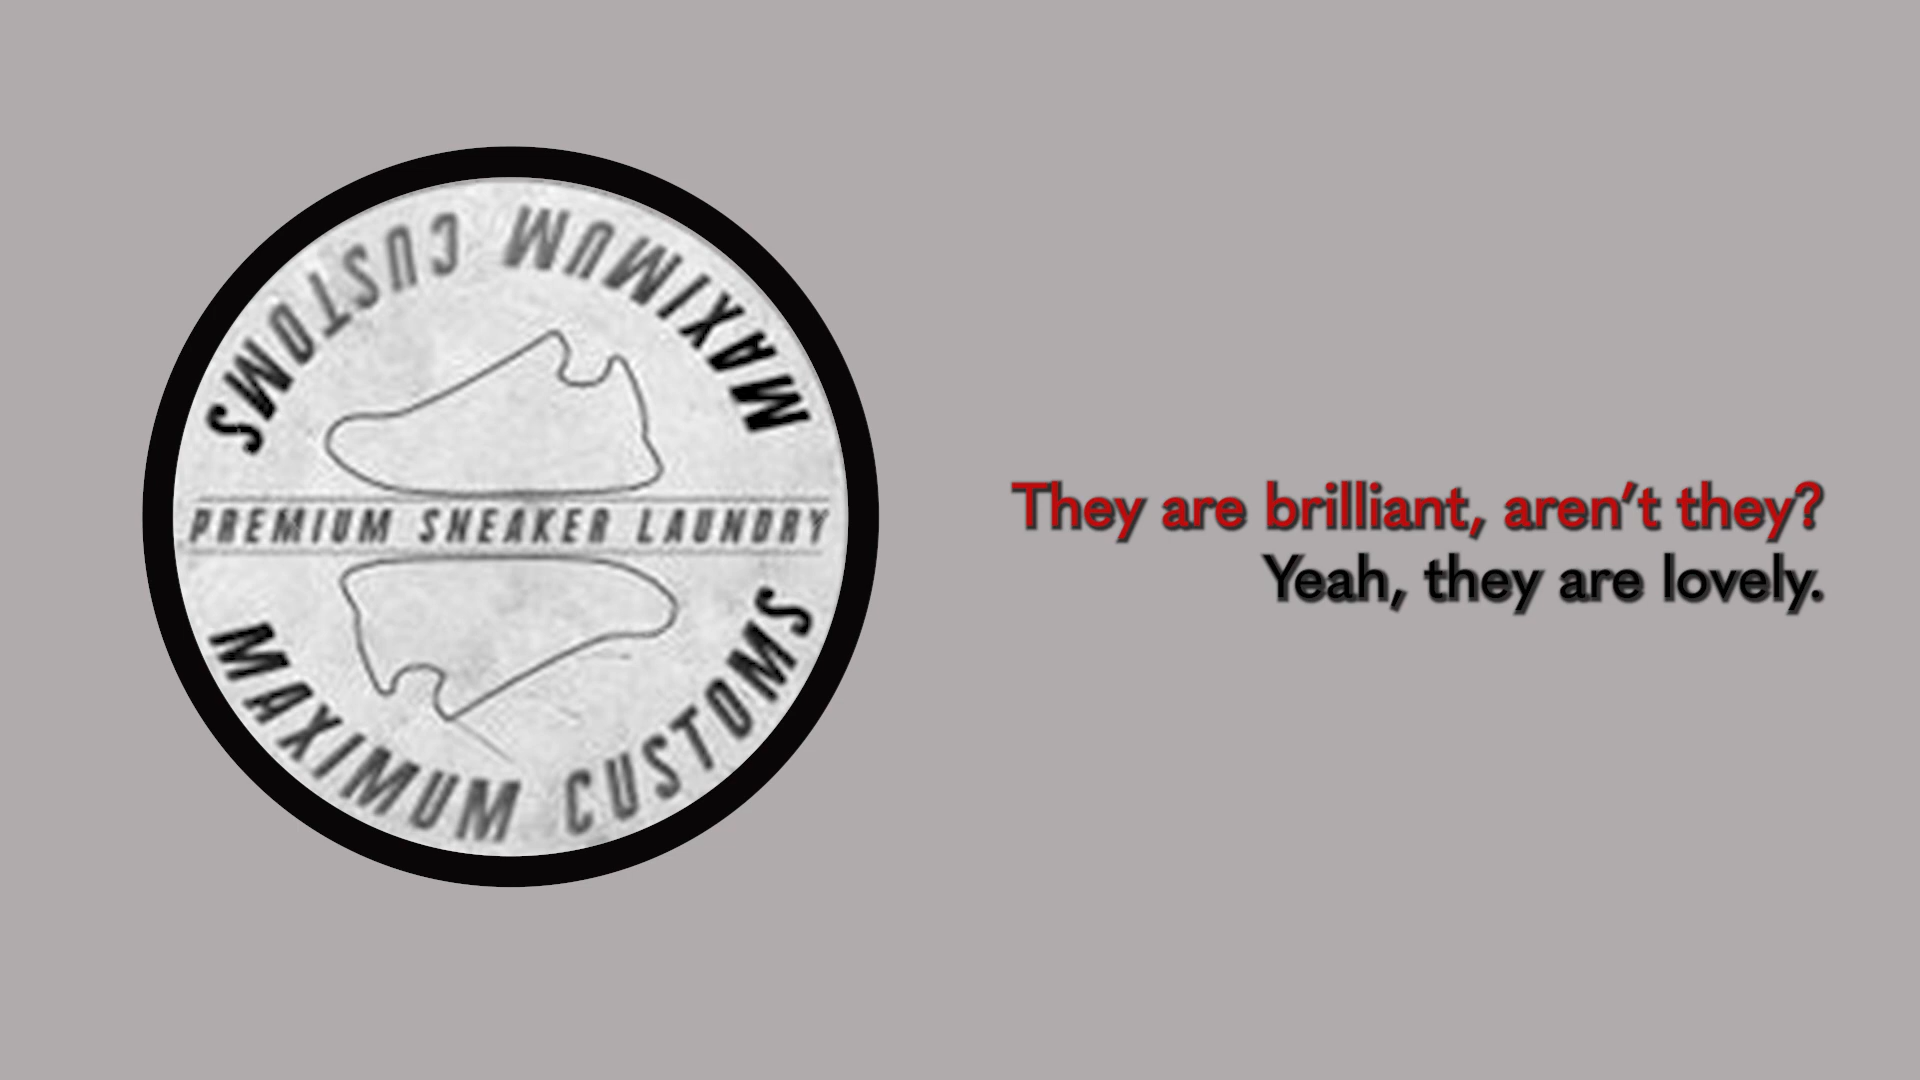 MAXIMUM CUSTOMS
PREMIUM SNEAKER LAUNDRY
MAXIMUM CUSTOMS
They are brilliant, aren’t they?
Yeah, they are lovely.